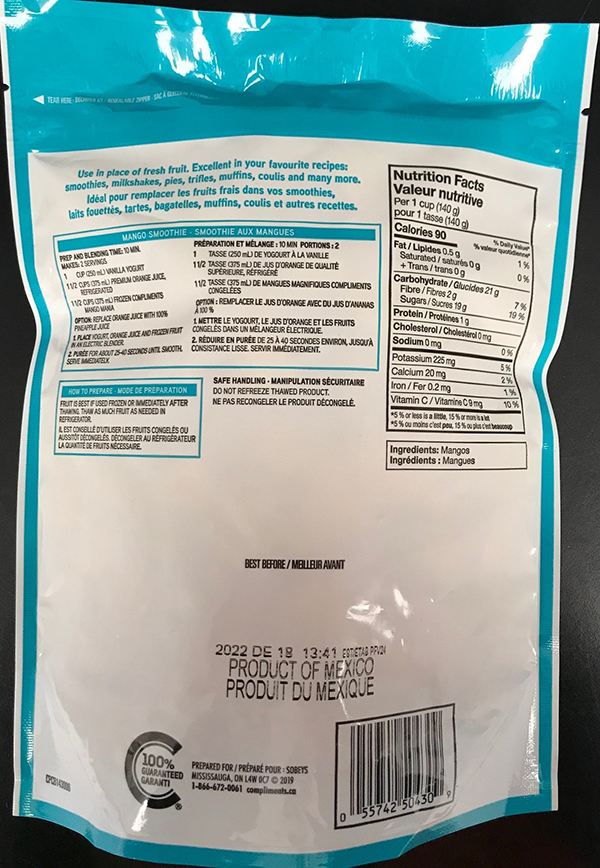 TEAR HERE
Use in place of fresh fruit. Excellent in your favourite recipes:
smoothies, milkshakes, pies, trifles, muffins, coulis and many more.
Idéal pour remplacer les fruits frais dans vos smoothies,
laits fouettés, tartes, bagatelles, muffins, coulis et autres recettes.
MANGO SMOOTHIE - SMOOTHIE AUX MANGUES
PREP AND BLENDING TIME: 10 MIN.
MAKES: 2 SERVINGS
1 CUP (250 mL) VANILLA YOGURT
1 1/2 CUPS (375 mL) PREMIUM ORANGE JUICE,
REFRIGERATED
1 1/2 CUPS (375 mL) FROZEN COMPLIMENTS
MANGO MANIA
OPTION: REPLACE ORANGE JUICE WITH 100%
PINEAPPLE JUICE
1. PLACE YOGURT, ORANGE JUICE AND FROZEN FRUIT
IN AN ELECTRIC BLENDER.
2. PURÉE FOR ABOUT 25-40 SECONDS UNTIL SMOOTH.
SERVE IMMEDIATELY.
PRÉPARATION ET MÉLANGE : 10 MIN PORTIONS : 2
1 TASSE (250 mL) DE YOGOURT À LA VANILLE
1 1/2 TASSE (375 mL) DE JUS D'ORANGE DE QUALITÉ
SUPÉRIEURE, RÉFRIGÉRÉ
1 1/2 TASSE (375 mL) DE MANGUES MAGNIFIQUES COMPLIMENTS
CONGELÉES
OPTION : REMPLACER LE JUS D'ORANGE AVEC DU JUS D'ANANAS
À 100 %
1. METTRE LE YOGOURT, LE JUS D'ORANGE ET LES FRUITS
CONGELÉS DANS UN MÉLANGEUR ÉLECTRIQUE.
2. RÉDUIRE EN PURÉE DE 25 À 40 SECONDES ENVIRON, JUSQU'À
CONSISTANCE LISSE. SERVIR IMMÉDIATEMENT.
HOW TO PREPARE - MODE DE PRÉPARATION
FRUIT IS BEST IF USED FROZEN OR IMMEDIATELY AFTER
THAWING. THAW AS MUCH FRUIT AS NEEDED IN
REFRIGERATOR.
IL EST CONSEILLÉ D'UTILISER LES FRUITS CONGELÉS OU
AUSSITÔT DÉCONGELÉS. DÉCONGELER AU RÉFRIGÉRATEUR
LA QUANTITÉ DE FRUITS NÉCESSAIRE.
SAFE HANDLING - MANIPULATION SÉCURITAIRE
DO NOT REFREEZE THAWED PRODUCT.
NE PAS RECONGELER LE PRODUIT DÉCONGELÉ.
Nutrition Facts
Valeur nutritive
Per 1 cup (140 g)
pour 1 tasse (140 g)
Calories 90
% Daily Value*
% valeur quotidienne*
Fat / Lipides 0.5 g 1 %
Saturated / saturés 0 g
+ Trans / trans 0 g 0 %
Carbohydrate / Glucides 21 g
Fibre / Fibres 2 g 7 %
Sugars / Sucres 19 g 19 %
Protein / Protéines 1 g
Cholesterol / Cholestérol 0 mg
Sodium 0 mg 0 %
Potassium 225 mg 5 %
Calcium 20 mg 2 %
Iron / Fer 0.2 mg 1 %
Vitamin C / Vitamine C 9 mg 10 %
*5 % or less is a little, 15 % or more is a lot
*5 % ou moins c'est peu, 15 % ou plus c'est beaucoup
Ingredients: Mangos
Ingrédients : Mangues
BEST BEFORE / MEILLEUR AVANT
2022 DE 18 13:41
PRODUCT OF MEXICO
PRODUIT DU MEXIQUE
100%
GUARANTEED
GARANTI
PREPARED FOR / PRÉPARÉ POUR : SOBEYS
MISSISSAUGA, ON L4W 0C7 © 2019
1-866-672-0061 compliments.ca
0 55742 50430 9